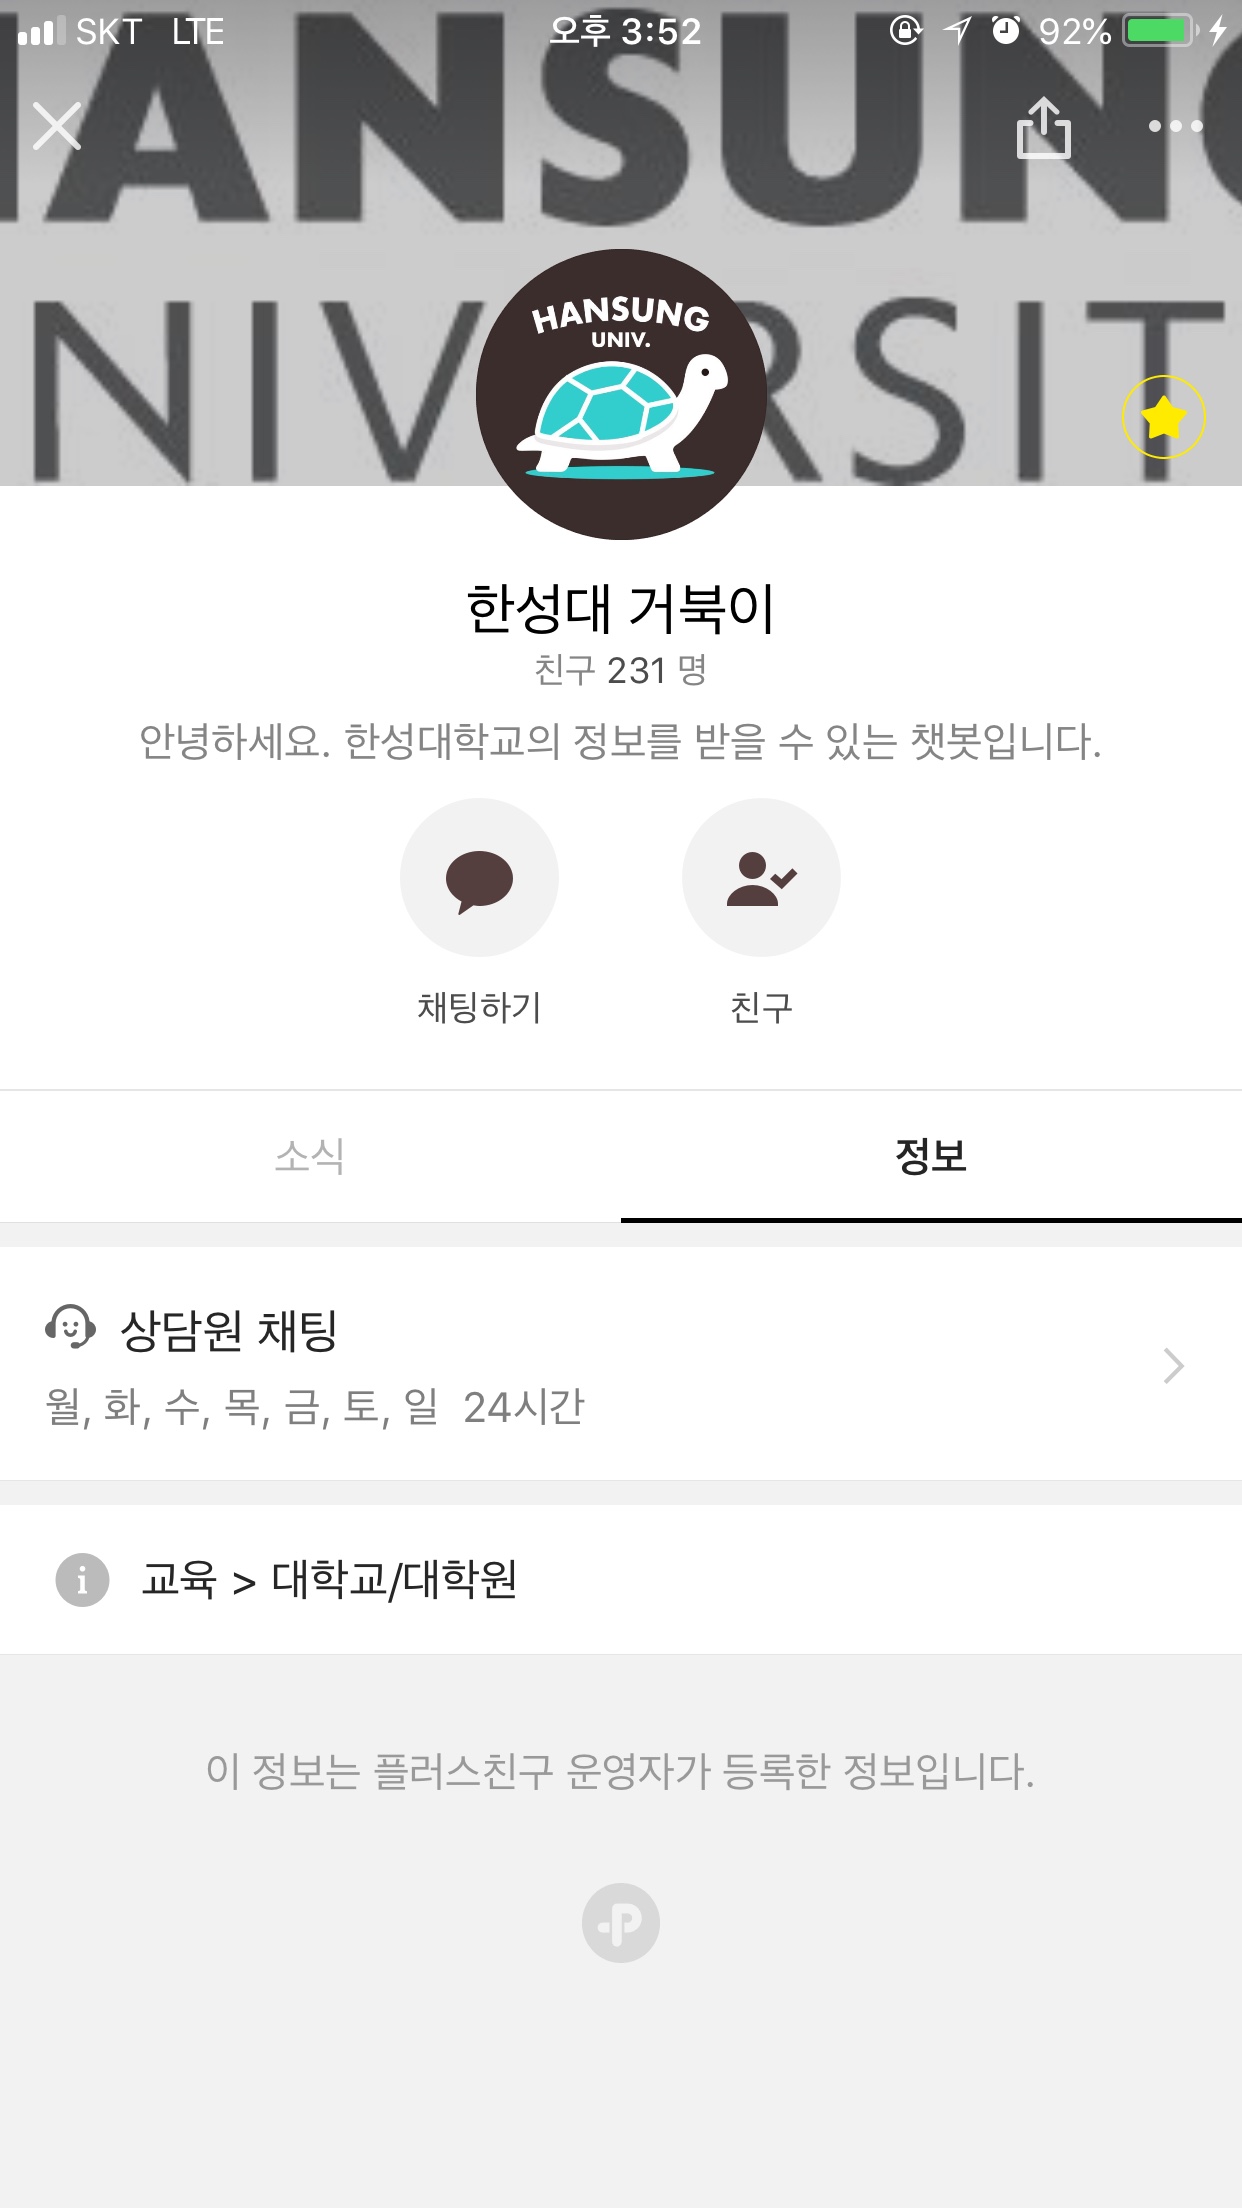 SKT LTE 오후 3:52 92%
HANSUNG
NIVERSIT
HANSUNG
UNIV.
한성대 거북이
친구 231 명
안녕하세요. 한성대학교의 정보를 받을 수 있는 챗봇입니다.
채팅하기 친구
소식 정보
상담원 채팅
월, 화, 수, 목, 금, 토, 일 24시간
교육 > 대학교/대학원
이 정보는 플러스친구 운영자가 등록한 정보입니다.